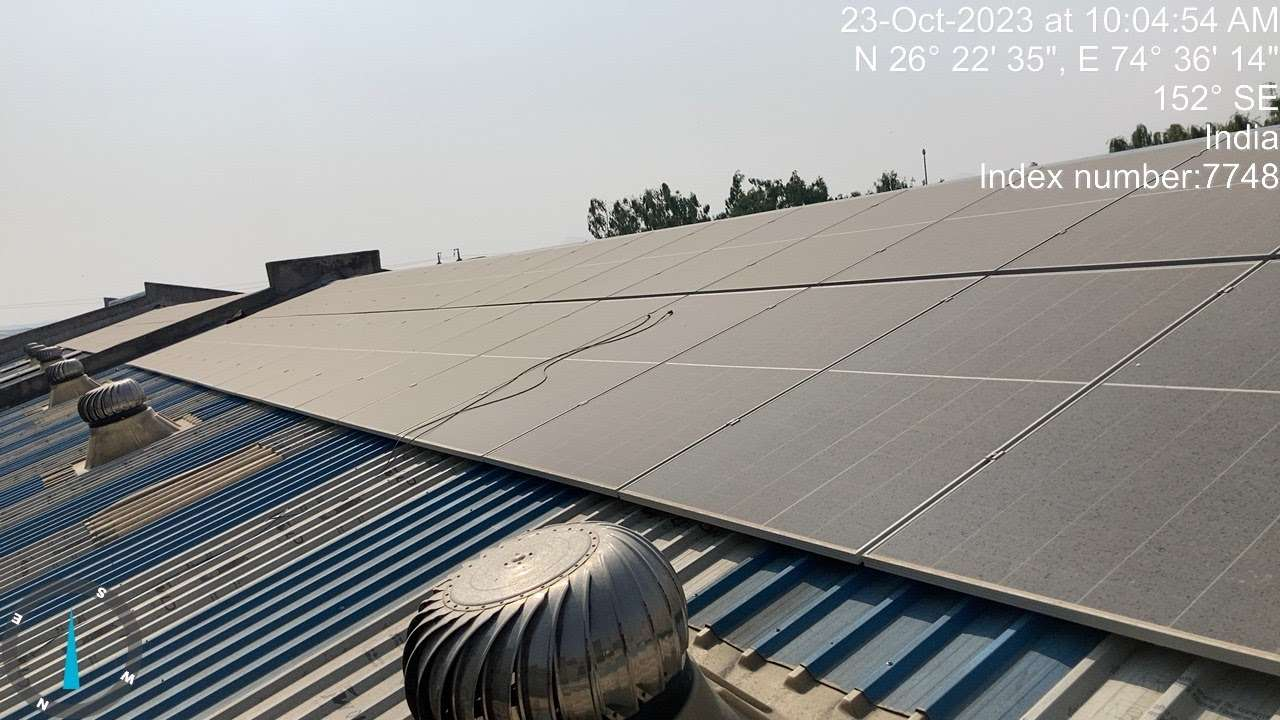 23-Oct-2023 at 10:04:54 AM
N 26° 22' 35", E 74° 36' 14"
152° SE
India
Index number:7748
S
E
W
N